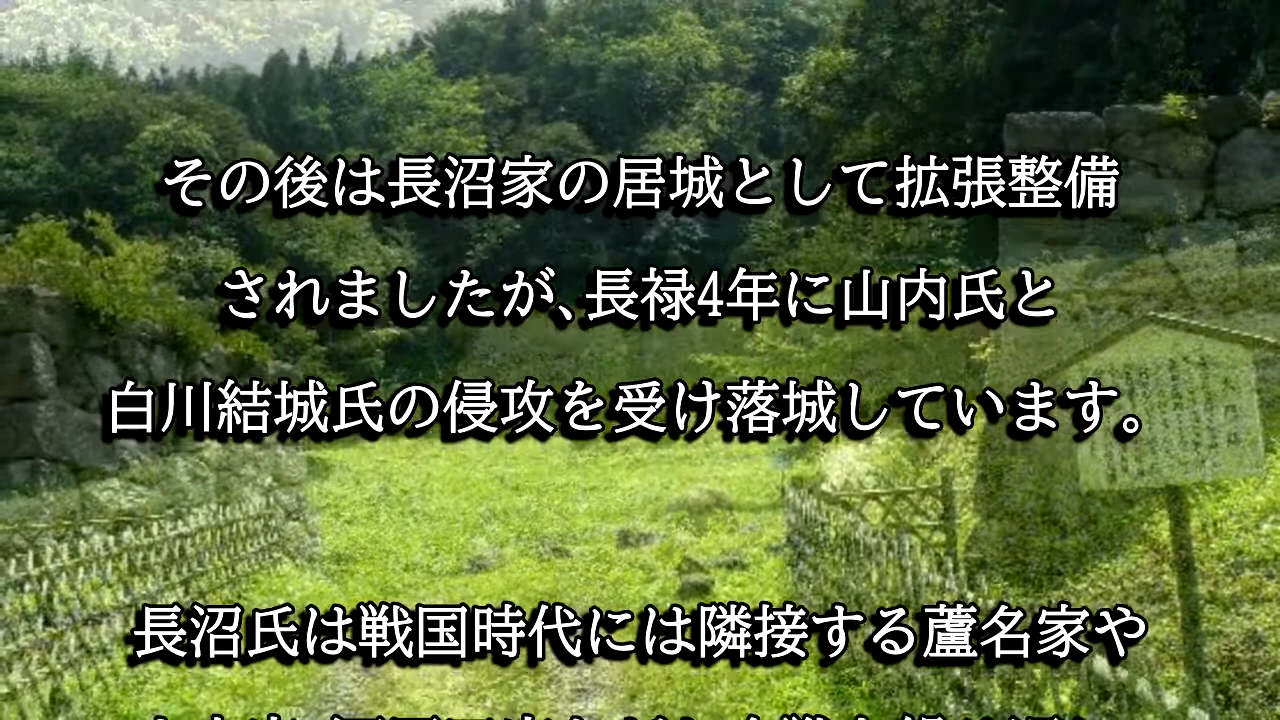 その後は長沼家の居城として拡張整備
されましたが、長禄4年に山内氏と
白川結城氏の侵攻を受け落城しています。
長沼氏は戦国時代には隣接する蘆名家や